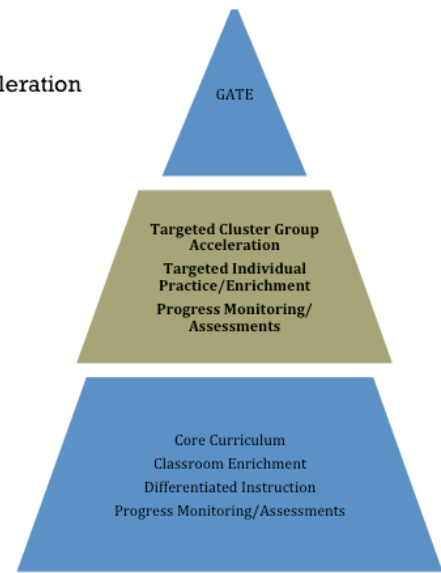 leration
GATE
Targeted Cluster Group
Acceleration
Targeted Individual
Practice/Enrichment
Progress Monitoring/
Assessments
Core Curriculum
Classroom Enrichment
Differentiated Instruction
Progress Monitoring/Assessments